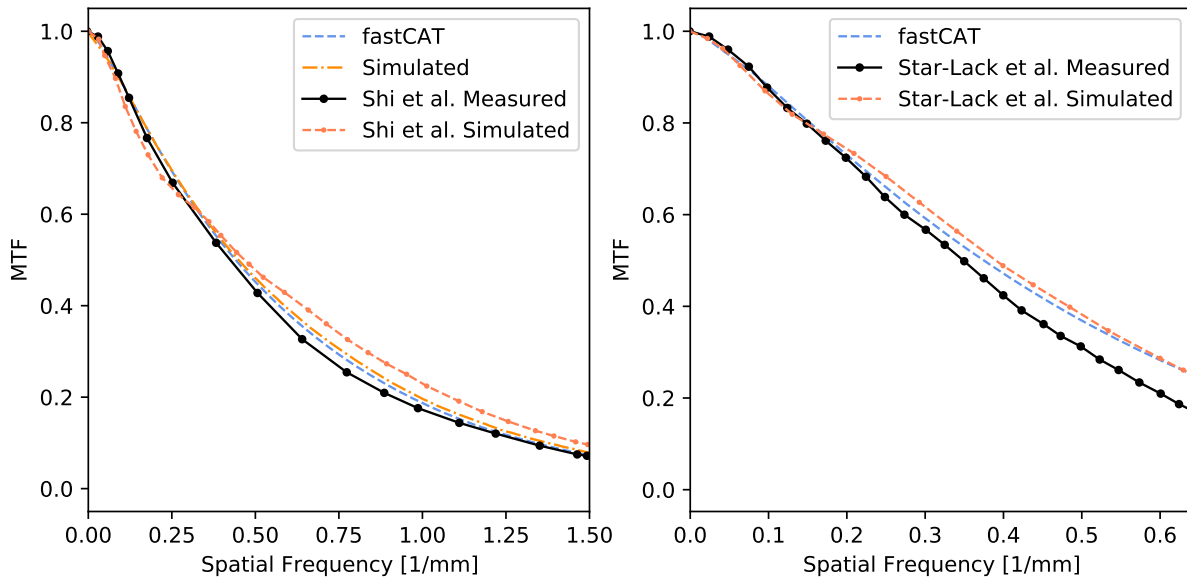 1.0
0.8
0.6
0.4
0.2
0.0
MTF
fastCAT
Simulated
Shi et al. Measured
Shi et al. Simulated
0.00 0.25 0.50 0.75 1.00 1.25 1.50
Spatial Frequency [1/mm]
1.0
0.8
0.6
0.4
0.2
0.0
MTF
fastCAT
Star-Lack et al. Measured
Star-Lack et al. Simulated
0.0 0.1 0.2 0.3 0.4 0.5 0.6
Spatial Frequency [1/mm]